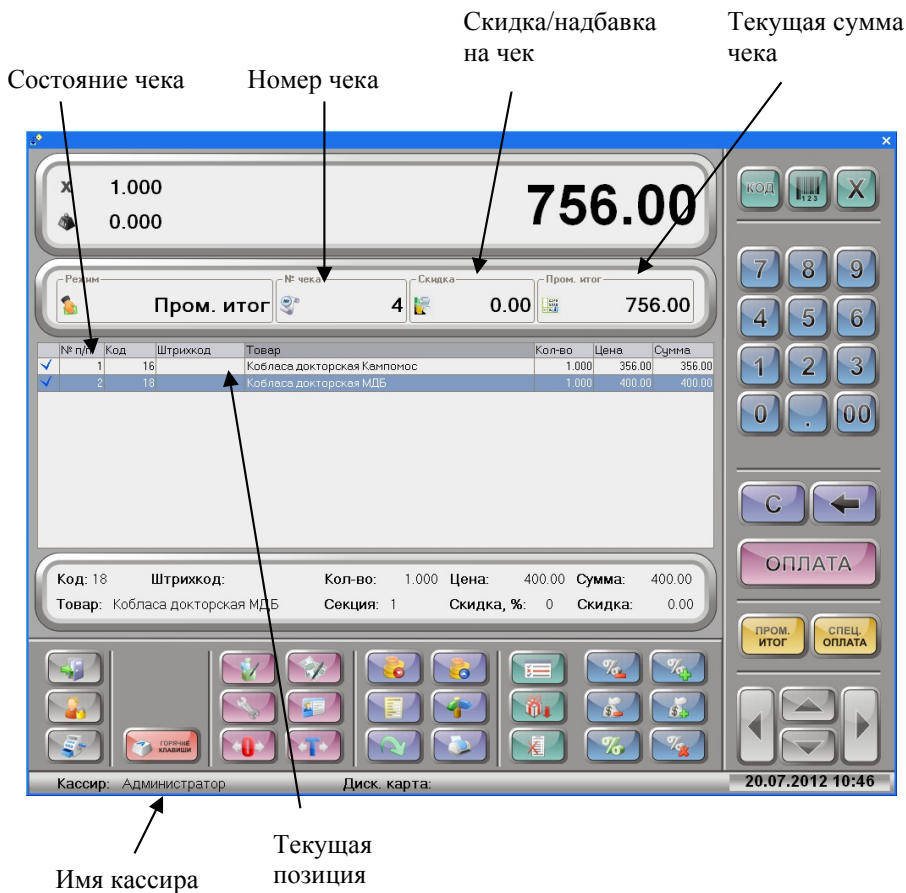 Скидка/надбавка
на чек
Текущая сумма
чека
Состояние чека
Номер чека
x 1.000
0.000
756.00
КОД
123
X
Режим
Пром. итог
№ чека
4
Скидка
0.00
Пром. итог
756.00
7 8 9
4 5 6
1 2 3
0 . 00
№ п/п Код Штрихкод Товар Кол-во Цена Сумма
1 16 Кобласа докторская Кампомос 1.000 356.00 356.00
2 18 Кобласа докторская МДБ 1.000 400.00 400.00
C
ОПЛАТА
Код: 18 Штрихкод: Кол-во: 1.000 Цена: 400.00 Сумма: 400.00
Товар: Кобласа докторская МДБ Секция: 1 Скидка, %: 0 Скидка: 0.00
ПРОМ.
ИТОГ
СПЕЦ.
ОПЛАТА
ГОРЯЧИЕ
КЛАВИШИ
Кассир: Администратор Диск. карта: 20.07.2012 10:46
Текущая
позиция
Имя кассира